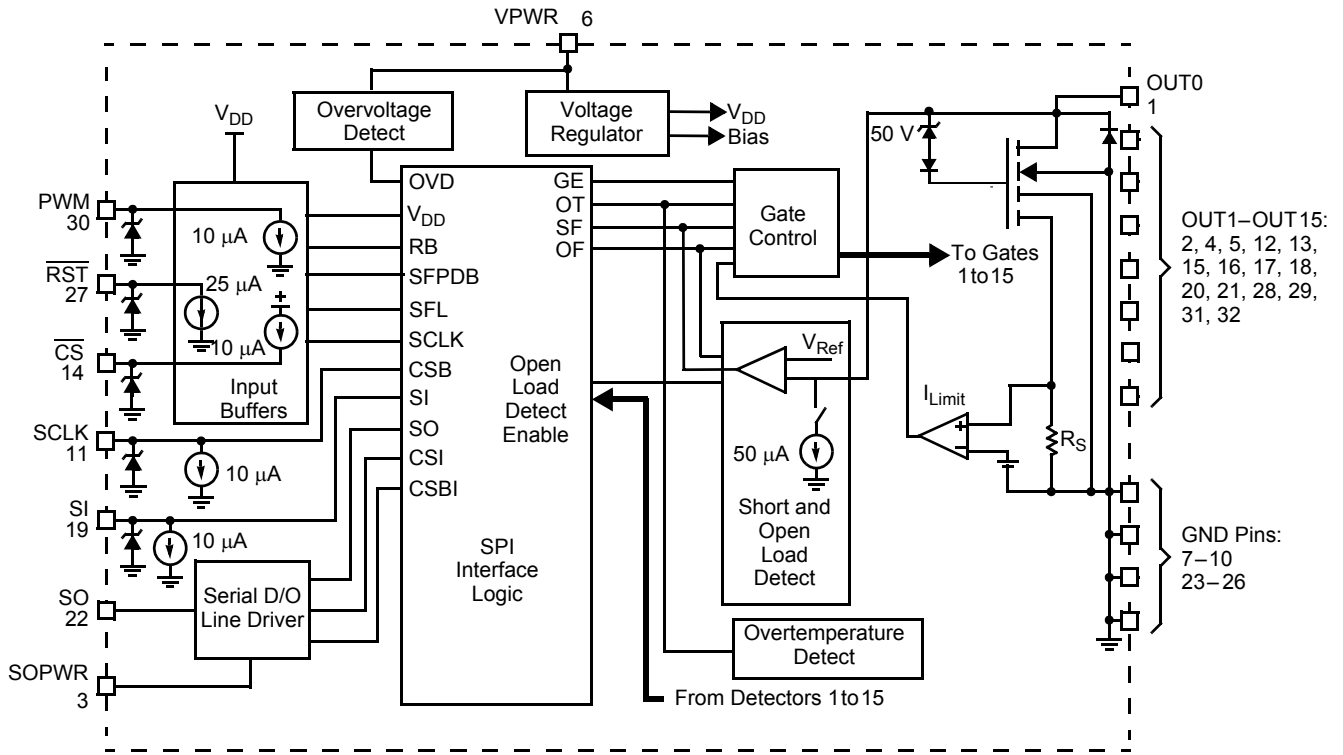 VPWR 6
OUT0
1
Overvoltage
Detect
Voltage
Regulator
VDD
Bias
VDD
50 V
OVD
VDD
RB
SFPDB
SFL
SCLK
CSB
SI
SO
CSI
CSBI
GE
OT
SF
OF
Open
Load
Detect
Enable
SPI
Interface
Logic
Gate
Control
To Gates
1 to 15
PWM
30
10 μA
RST
27
25 μA
+
CS
14
10 μA
Input
Buffers
SCLK
11
10 μA
SI
19
10 μA
SO
22
Serial D/O
Line Driver
SOPWR
3
VRef
50 μA
Short and
Open
Load
Detect
ILimit
+
–
RS
Overtemperature
Detect
From Detectors 1 to 15
OUT1–OUT15:
2, 4, 5, 12, 13,
15, 16, 17, 18,
20, 21, 28, 29,
31, 32
GND Pins:
7–10
23–26